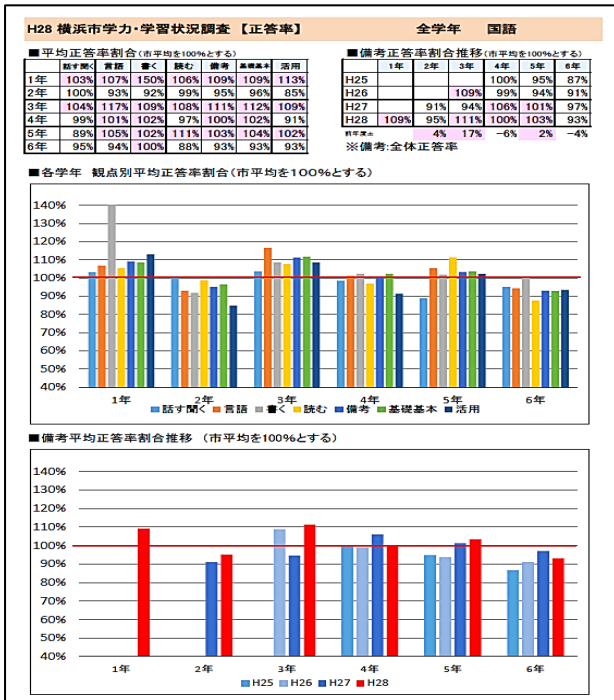 H28 横浜市学力・学習状況調査 【正答率】 全学年 国語
■平均正答率割合(市平均を100%とする)
話す聞く 言語 書く 読む 備考 基礎基本 活用
1年 103% 107% 150% 106% 109% 109% 113%
2年 100% 93% 92% 99% 95% 96% 85%
3年 104% 117% 109% 108% 111% 112% 109%
4年 99% 101% 102% 97% 100% 102% 91%
5年 89% 105% 102% 111% 103% 104% 102%
6年 95% 94% 100% 88% 93% 93% 93%
■備考正答率割合推移(市平均を100%とする)
1年 2年 3年 4年 5年 6年
H25 100% 95% 87%
H26 109% 99% 94% 91%
H27 91% 94% 106% 101% 97%
H28 109% 95% 111% 100% 103% 93%
前年度± 4% 17% -6% 2% -4%
※備考:全体正答率
■各学年 観点別平均正答率割合(市平均を100%とする)
140%
130%
120%
110%
100%
90%
80%
70%
60%
50%
40%
1年 2年 3年 4年 5年 6年
■話す聞く ■言語 ■書く ■読む ■備考 ■基礎基本 ■活用
■備考平均正答率割合推移 (市平均を100%とする)
140%
130%
120%
110%
100%
90%
80%
70%
60%
50%
40%
1年 2年 3年 4年 5年 6年
■H25 ■H26 ■H27 ■H28